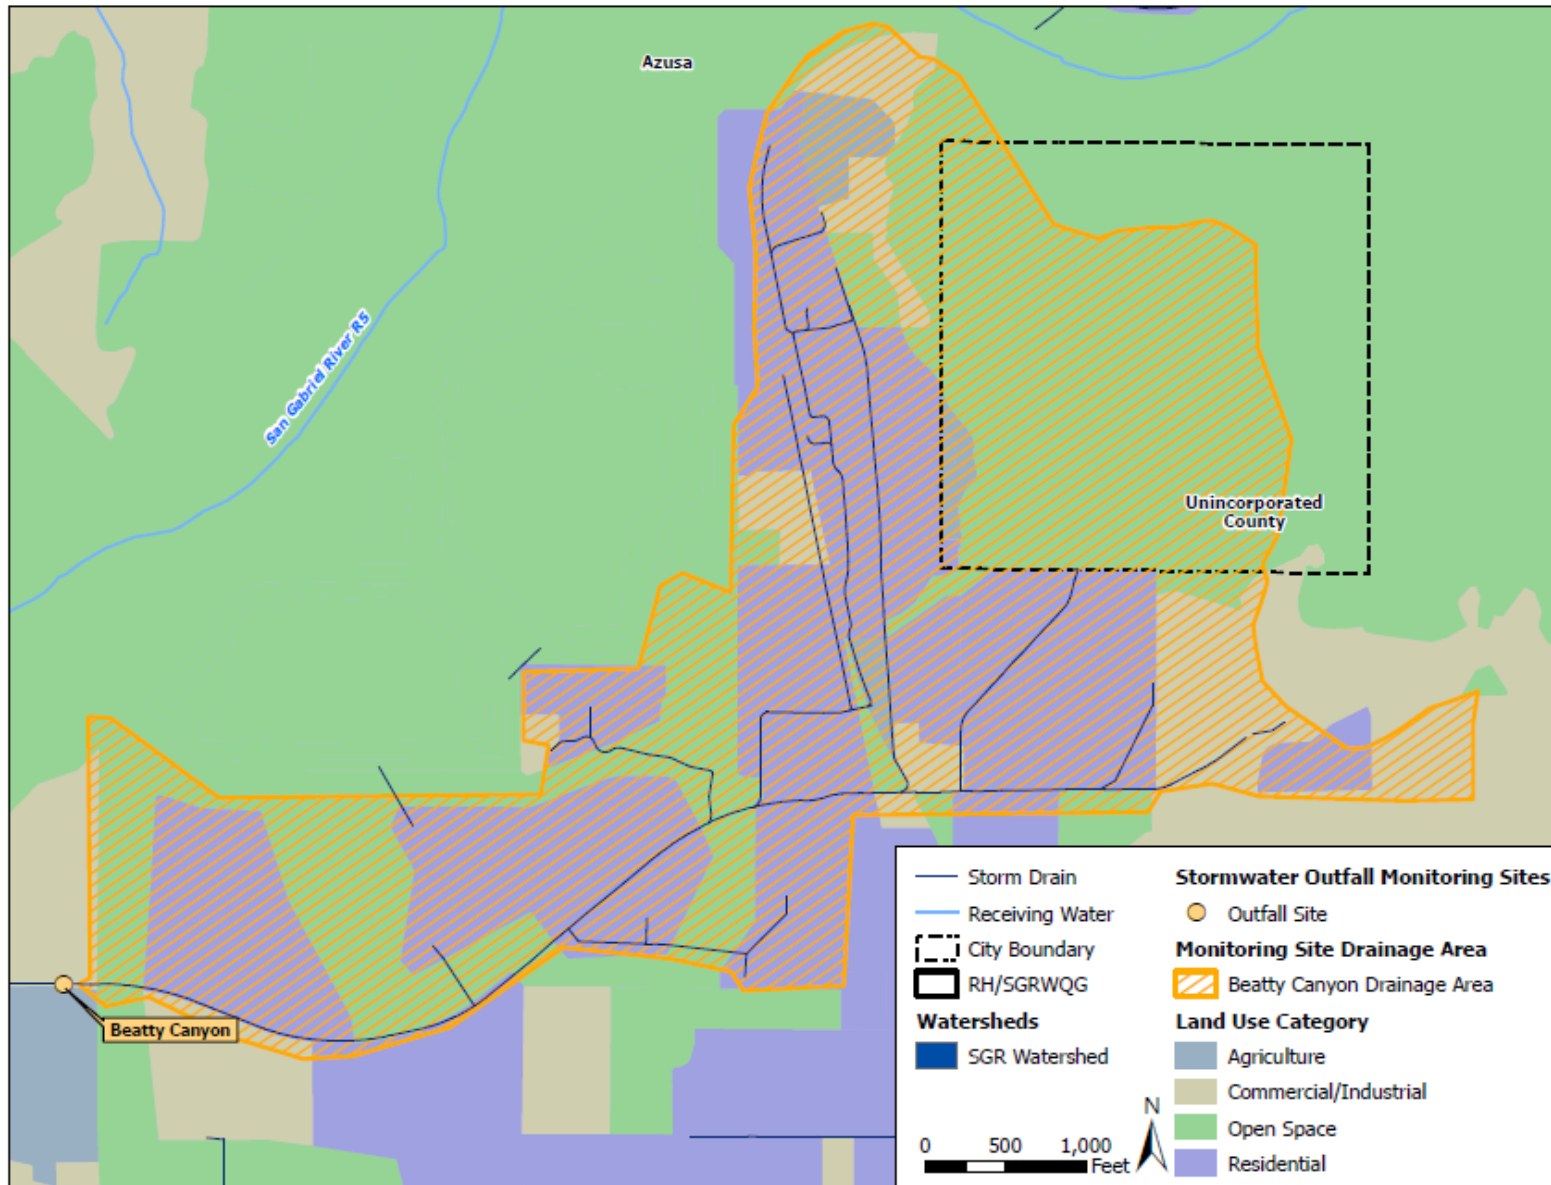 Azusa
San Gabriel River R5
Unincorporated
County
Beatty Canyon
Storm Drain
Receiving Water
City Boundary
RH/SGRWQG
Watersheds
SGR Watershed
Stormwater Outfall Monitoring Sites
Outfall Site
Monitoring Site Drainage Area
Beatty Canyon Drainage Area
Land Use Category
Agriculture
Commercial/Industrial
Open Space
Residential
N
0 500 1,000
Feet